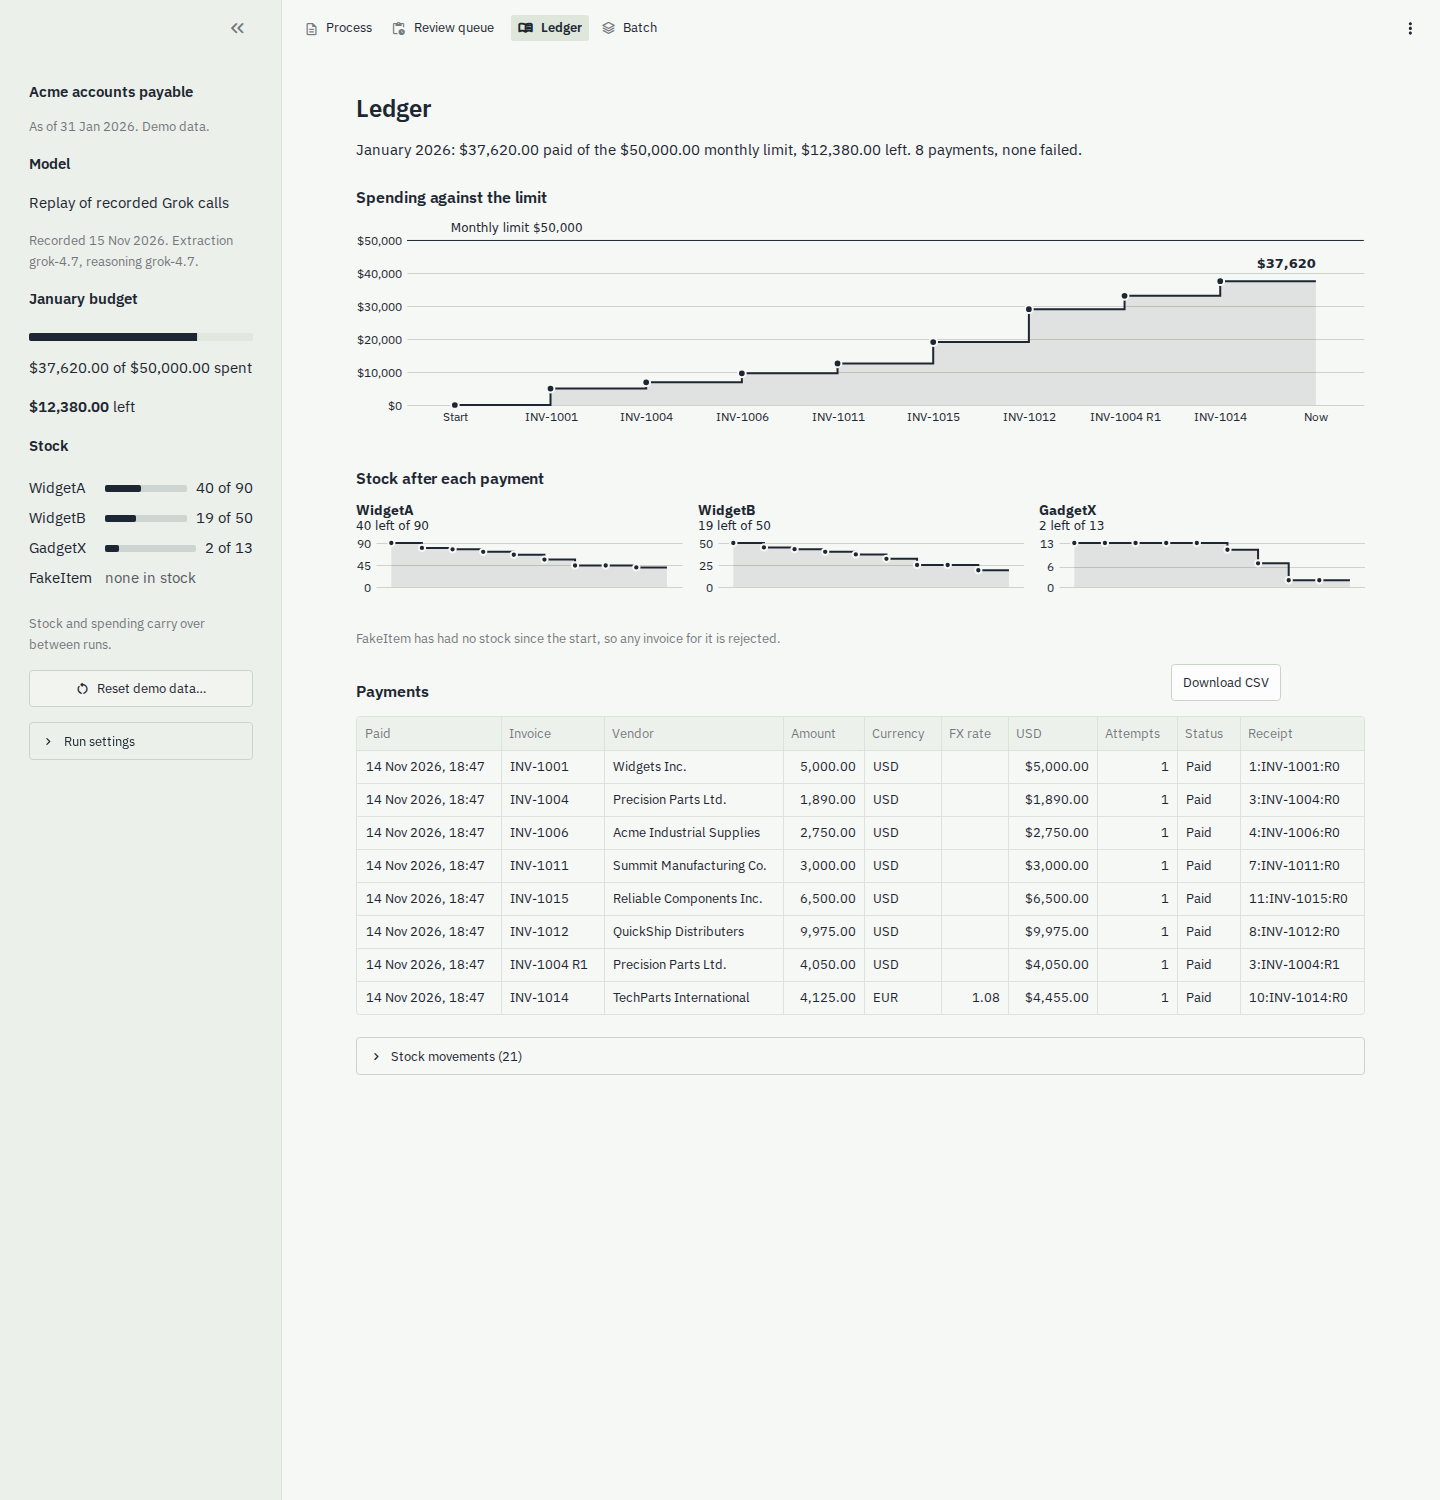 Process
Review queue
Ledger
Batch
Acme accounts payable
As of 31 Jan 2026. Demo data.
Model
Replay of recorded Grok calls
Recorded 15 Nov 2026. Extraction
grok-4.7, reasoning grok-4.7.
January budget
$37,620.00 of $50,000.00 spent
$12,380.00 left
Stock
WidgetA 40 of 90
WidgetB 19 of 50
GadgetX 2 of 13
FakeItem none in stock
Stock and spending carry over
between runs.
Reset demo data...
Run settings
Ledger
January 2026: $37,620.00 paid of the $50,000.00 monthly limit, $12,380.00 left. 8 payments, none failed.
Spending against the limit
Monthly limit $50,000
$50,000
$37,620
$40,000
$30,000
$20,000
$10,000
$0
Start INV-1001 INV-1004 INV-1006 INV-1011 INV-1015 INV-1012 INV-1004 R1 INV-1014 Now
Stock after each payment
WidgetA
40 left of 90
90
45
0
WidgetB
19 left of 50
50
25
0
GadgetX
2 left of 13
13
6
0
FakeItem has had no stock since the start, so any invoice for it is rejected.
Payments
Download CSV
Paid Invoice Vendor Amount Currency FX rate USD Attempts Status Receipt
14 Nov 2026, 18:47 INV-1001 Widgets Inc. 5,000.00 USD $5,000.00 1 Paid 1:INV-1001:R0
14 Nov 2026, 18:47 INV-1004 Precision Parts Ltd. 1,890.00 USD $1,890.00 1 Paid 3:INV-1004:R0
14 Nov 2026, 18:47 INV-1006 Acme Industrial Supplies 2,750.00 USD $2,750.00 1 Paid 4:INV-1006:R0
14 Nov 2026, 18:47 INV-1011 Summit Manufacturing Co. 3,000.00 USD $3,000.00 1 Paid 7:INV-1011:R0
14 Nov 2026, 18:47 INV-1015 Reliable Components Inc. 6,500.00 USD $6,500.00 1 Paid 11:INV-1015:R0
14 Nov 2026, 18:47 INV-1012 QuickShip Distributers 9,975.00 USD $9,975.00 1 Paid 8:INV-1012:R0
14 Nov 2026, 18:47 INV-1004 R1 Precision Parts Ltd. 4,050.00 USD $4,050.00 1 Paid 3:INV-1004:R1
14 Nov 2026, 18:47 INV-1014 TechParts International 4,125.00 EUR 1.08 $4,455.00 1 Paid 10:INV-1014:R0
Stock movements (21)